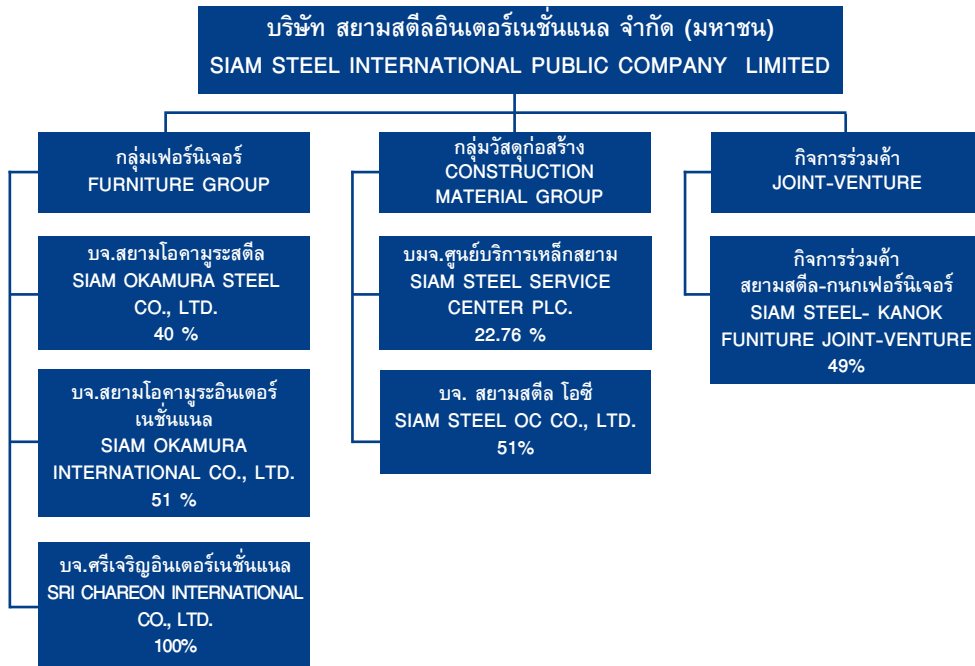 บริษัท สยามสตีลอินเตอร์เนชั่นแนล จำกัด (มหาชน)
SIAM STEEL INTERNATIONAL PUBLIC COMPANY LIMITED
กลุ่มเฟอร์นิเจอร์
FURNITURE GROUP
บจ.สยามโอคามูระสตีล
SIAM OKAMURA STEEL
CO., LTD.
40 %
บจ.สยามโอคามูระอินเตอร์
เนชั่นแนล
SIAM OKAMURA
INTERNATIONAL CO., LTD.
51 %
บจ.ศรีเจริญอินเตอร์เนชั่นแนล
SRI CHAREON INTERNATIONAL
CO., LTD.
100%
กลุ่มวัสดุก่อสร้าง
CONSTRUCTION
MATERIAL GROUP
บมจ.ศูนย์บริการเหล็กสยาม
SIAM STEEL SERVICE
CENTER PLC.
22.76 %
บจ. สยามสตีล โอซี
SIAM STEEL OC CO., LTD.
51%
กิจการร่วมค้า
JOINT-VENTURE
กิจการร่วมค้า
สยามสตีล-กนกเฟอร์นิเจอร์
SIAM STEEL- KANOK
FUNITURE JOINT-VENTURE
49%